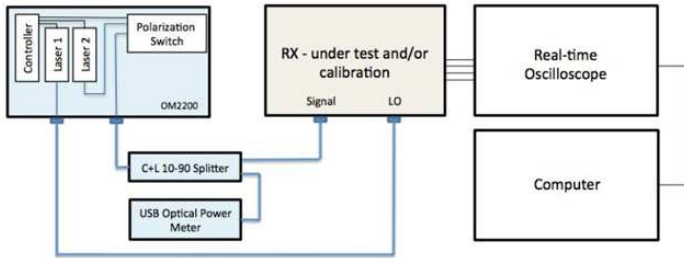 Controller
Laser 1
Laser 2
Polarization
Switch
OM2200
RX - under test and/or
calibration
Signal
LO
Real-time
Oscilloscope
C+L 10-90 Splitter
USB Optical Power
Meter
Computer